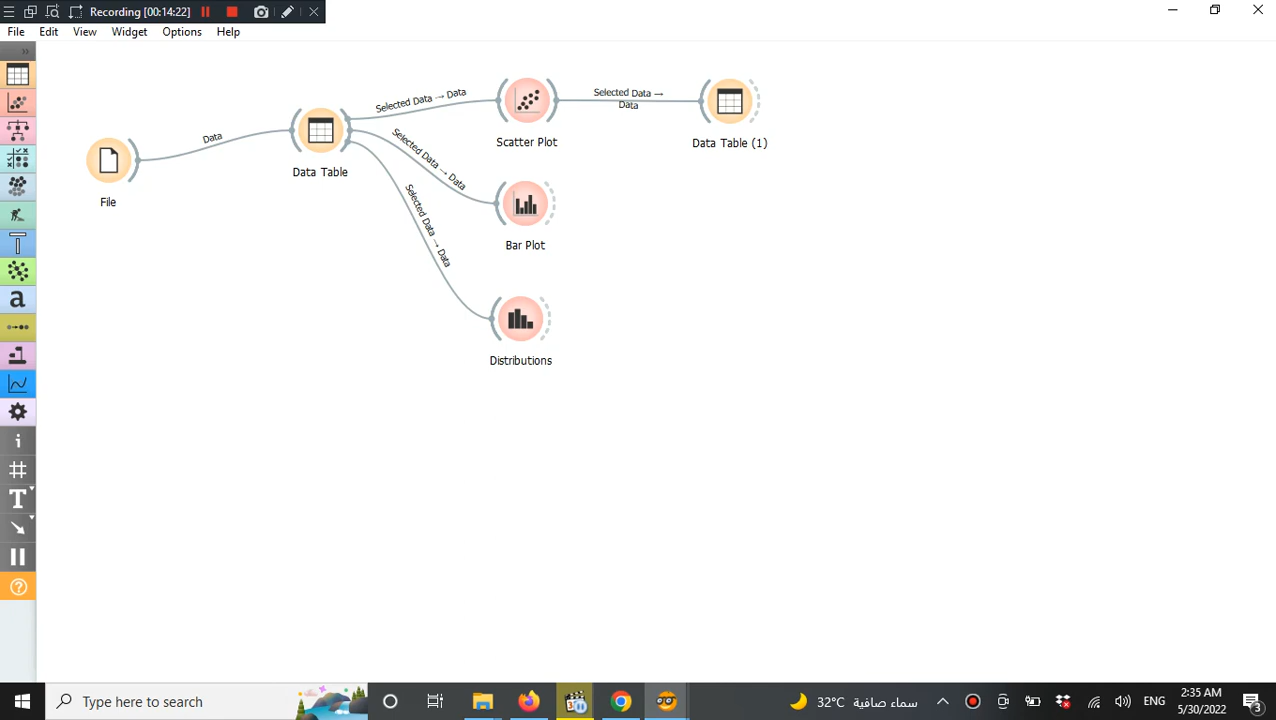 Recording [00:14:22]
File Edit View Widget Options Help
Data
Selected Data → Data
Selected Data → Data
Selected Data → Data
Selected Data →
Data
File
Data Table
Scatter Plot
Data Table (1)
Bar Plot
Distributions
a
i
T
?
Type here to search
32°C سماء صافية
ENG
2:35 AM
5/30/2022
3